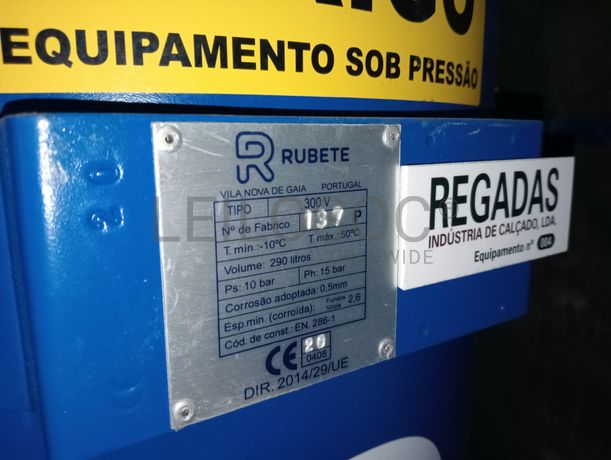 EQUIPAMENTO SOB PRESSÃO
20
RUBETE
VILA NOVA DE GAIA PORTUGAL
TIPO 300 V
Nº de Fabrico 137 P
T. mín: -10ºC T. máx: 50ºC
Volume: 290 litros
Ps: 10 bar Ph: 15 bar
Corrosão adoptada: 0,5mm
Esp.min. (corroída): Fundos Virola 2,6
Cód. de const.: EN. 286-1
CE 20 0408
DIR. 2014/29/UE
REGADAS
INDÚSTRIA DE CALÇADO, LDA.
Equipamento nº 004